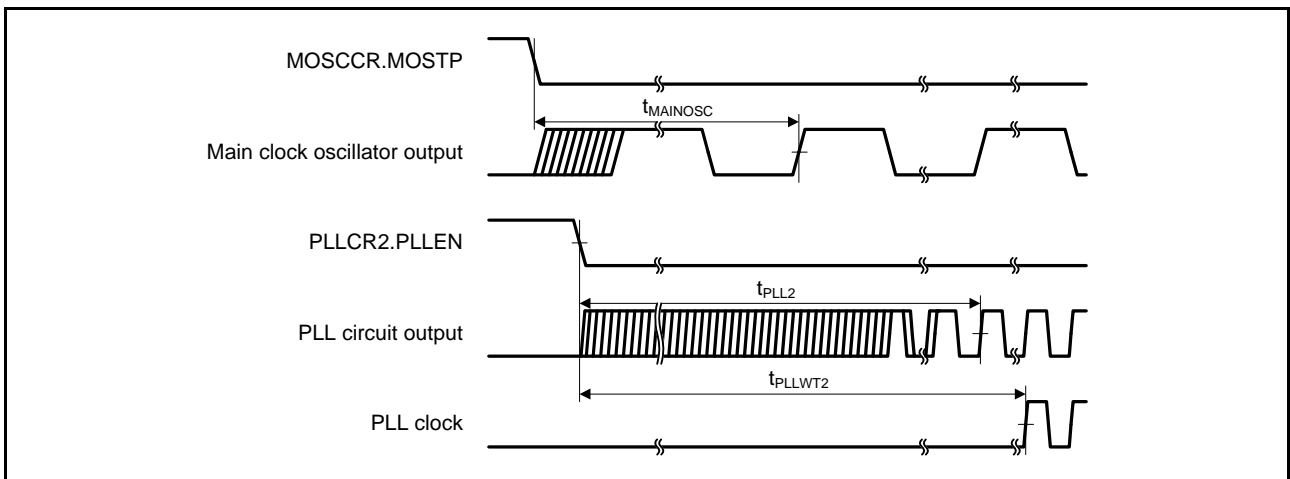 MOSCCR.MOSTP
tMAINOSC
Main clock oscillator output
PLLCR2.PLLEN
tPLL2
PLL circuit output
tPLLWT2
PLL clock